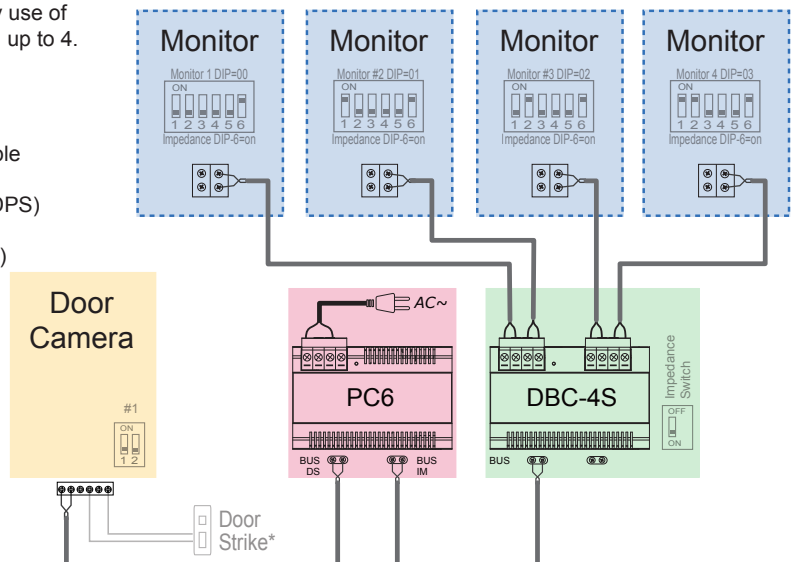 use of
up to 4.
OPS)
)
Monitor
Monitor 1 DIP=00
ON
1 2 3 4 5 6
Impedance DIP-6=on
Monitor
Monitor #2 DIP=01
ON
1 2 3 4 5 6
Impedance DIP-6=on
Monitor
Monitor #3 DIP=02
ON
1 2 3 4 5 6
Impedance DIP-6=on
Monitor
Monitor 4 DIP=03
ON
1 2 3 4 5 6
Impedance DIP-6=on
Door
Camera
#1
ON
1 2
Door
Strike*
AC~
PC6
BUS
DS
BUS
IM
DBC-4S
BUS
Impedance
Switch
OFF
ON